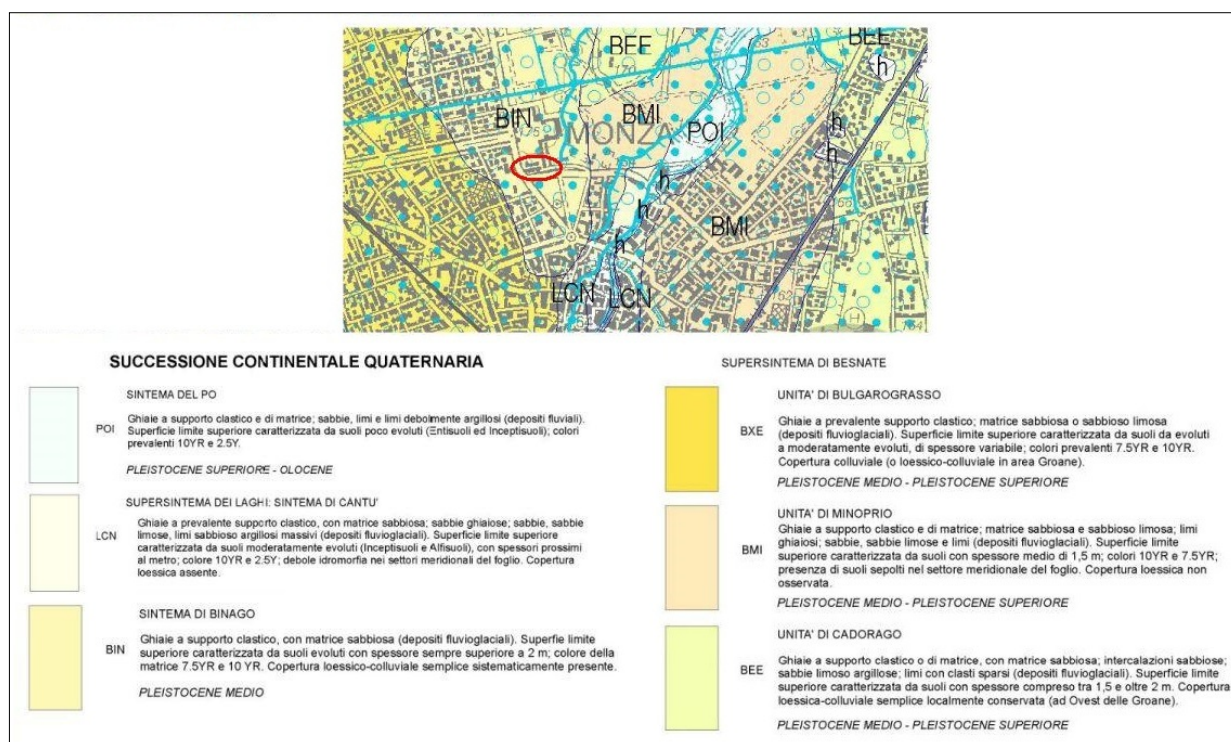 BEE
BEE
h
BIN
BMI
MONZA
POI
h
h
167
175
h
h
BMI
h
LCN
LCN
H
SUCCESSIONE CONTINENTALE QUATERNARIA
SINTEMA DEL PO
POI
Ghiaie a supporto clastico e di matrice; sabbie, limi e limi debolmente argillosi (depositi fluviali).
Superficie limite superiore caratterizzata da suoli poco evoluti (Entisuoli ed Inceptisuoli); colori
prevalenti 10YR e 2.5Y.
PLEISTOCENE SUPERIORE - OLOCENE
SUPERSINTEMA DEI LAGHI: SINTEMA DI CANTU'
LCN
Ghiaie a prevalente supporto clastico, con matrice sabbiosa; sabbie ghiaiose; sabbie, sabbie
limose, limi sabbioso argillosi massivi (depositi fluvioglaciali). Superficie limite superiore
caratterizzata da suoli moderatamente evoluti (Inceptisuoli e Alfisuoli), con spessori prossimi
al metro; colore 10YR e 2.5Y; debole idromorfia nei settori meridionali del foglio. Copertura
loessica assente.
SINTEMA DI BINAGO
BIN
Ghiaie a supporto clastico, con matrice sabbiosa (depositi fluvioglaciali). Superfie limite
superiore caratterizzata da suoli evoluti con spessore sempre superiore a 2 m; colore della
matrice 7.5YR e 10 YR. Copertura loessico-colluviale semplice sistematicamente presente.
PLEISTOCENE MEDIO
SUPERSINTEMA DI BESNATE
UNITA' DI BULGAROGRASSO
BXE
Ghiaie a prevalente supporto clastico; matrice sabbiosa o sabbioso limosa
(depositi fluvioglaciali). Superficie limite superiore caratterizzata da suoli da evoluti
a moderatamente evoluti, di spessore variabile; colori prevalenti 7.5YR e 10YR.
Copertura colluviale (o loessico-colluviale in area Groane).
PLEISTOCENE MEDIO - PLEISTOCENE SUPERIORE
UNITA' DI MINOPRIO
BMI
Ghiaie a supporto clastico e di matrice; matrice sabbiosa e sabbioso limosa; limi
ghiaiosi; sabbie, sabbie limose e limi (depositi fluvioglaciali). Superficie limite
superiore caratterizzata da suoli con spessore medio di 1,5 m; colori 10YR e 7.5YR;
presenza di suoli sepolti nel settore meridionale del foglio. Copertura loessica non
osservata.
PLEISTOCENE MEDIO - PLEISTOCENE SUPERIORE
UNITA' DI CADORAGO
BEE
Ghiaie a supporto clastico o di matrice, con matrice sabbiosa; intercalazioni sabbiose;
sabbie limoso argillose; limi con clasti sparsi (depositi fluvioglaciali). Superficie limite
superiore caratterizzata da suoli con spessore compreso tra 1,5 e oltre 2 m. Copertura
loessica-colluviale semplice localmente conservata (ad Ovest delle Groane).
PLEISTOCENE MEDIO - PLEISTOCENE SUPERIORE